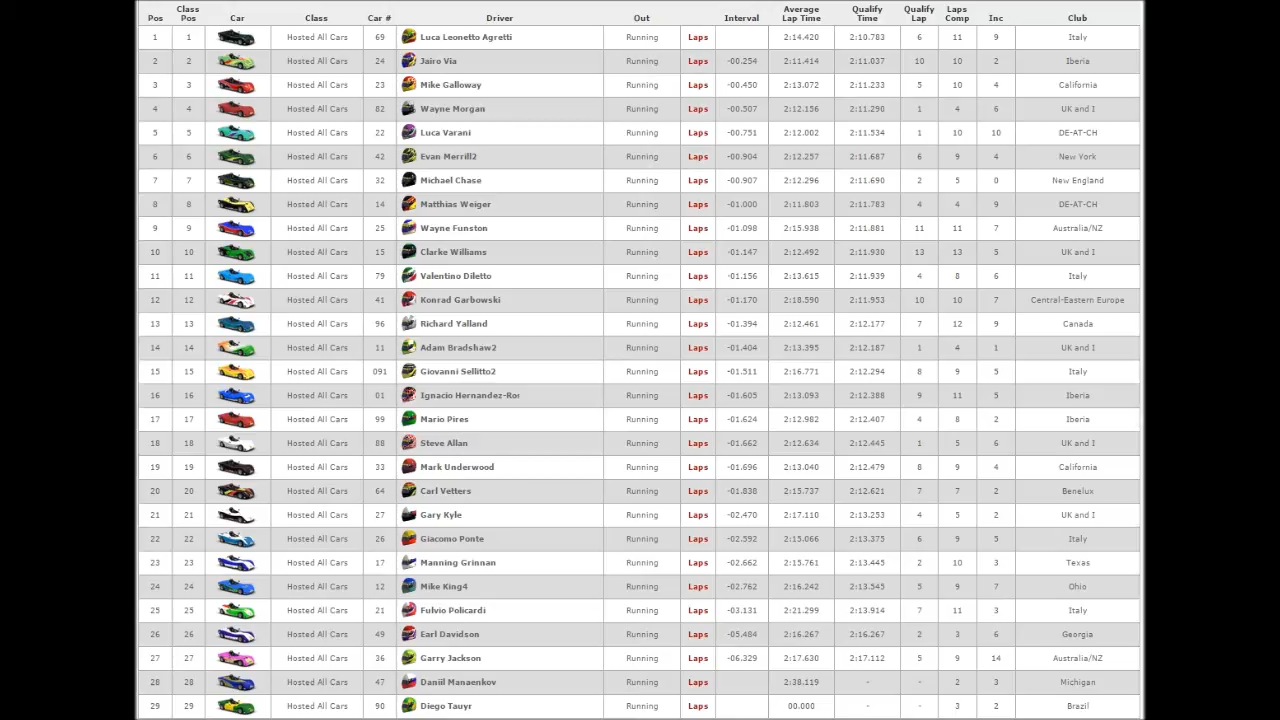 Pos Class Pos Car Class Car # Driver Out Interval Average Lap Time Qualify Time Qualify Lap Laps Comp Inc Club
1 1 Hosted All Cars 69 Luca Leonetto Agretti Running Laps 2:14.420 2:10.783 11 9 Italy
2 2 Hosted All Cars 24 Jairo Via Running Laps -00.254 2:11.414 2:11.037 10 10 2 Iberia
3 3 Hosted All Cars 23 Mike Galloway Running Laps -00.450 2:13.072 2:11.233 5 10 4 California
4 4 Hosted All Cars 82 Wayne Morgan Running Laps -00.507 2:12.156 2:11.290 4 4 6 UK and I
5 5 Hosted All Cars 22 Luca Varani Running Laps -00.751 2:12.002 2:11.534 10 10 DE-AT-CH
6 6 Hosted All Cars 42 Evan Merrill2 Running Laps -00.904 2:12.257 2:11.687 6 9 4 New York
7 7 Hosted All Cars 32 Michael Chase Running Laps -00.907 2:12.296 2:11.690 2 5 0 New England
8 8 Hosted All Cars 14 Matthias Weiger Running Laps -01.000 2:11.803 2:11.783 4 4 9 DE-AT-CH
9 9 Hosted All Cars 25 Wayne Funston Running Laps -01.098 2:15.938 2:11.881 11 11 7 Australia/NZ
10 10 Hosted All Cars 15 Clarke Williams Running Laps -01.147 2:12.492 2:11.930 13 13 5 UK and I
11 11 Hosted All Cars 79 Valentino Diletto Running Laps -01.156 2:13.615 2:11.939 8 6 Italy
12 12 Hosted All Cars 41 Konrad Garbowski Running Laps -01.170 2:18.590 2:11.953 10 10 7 Central-Eastern Europe
13 13 Hosted All Cars 96 Richard Yalland Running Laps -01.394 2:12.461 2:12.177 12 9 Canada
14 14 Hosted All Cars 11 Adam Bradshaw2 Running Laps -01.404 2:13.395 2:12.187 4 1 UK and I
15 15 Hosted All Cars 091 Giovanni Sellitto2 Running Laps -01.511 2:16.771 2:12.294 9 5 Italy
16 16 Hosted All Cars 01 Ignacio Hernandez-Ros Running Laps -01.605 2:13.093 2:12.388 9 11 5 Iberia
17 17 Hosted All Cars 99 Mario Pires Running Laps -01.624 2:12.982 2:12.407 4 8 2 Iberia
18 18 Hosted All Cars 88 Steve Allan Running Laps -01.662 2:12.634 2:12.445 5 6 UK and I
19 19 Hosted All Cars 33 Mark Underwood Running Laps -01.696 2:13.040 2:12.479 9 4 California
20 20 Hosted All Cars 64 Carl Vetters Running Laps -01.838 2:15.737 2:12.621 7 7 2 Benelux
21 21 Hosted All Cars 27 Gary Kyle Running Laps -02.470 2:17.110 2:13.253 4 5 2 UK and I
22 22 Hosted All Cars 26 Giacomo Ponte Running Laps -02.592 2:15.066 2:13.375 9 5 Italy
23 23 Hosted All Cars 17 Manning Grinnan Running Laps -02.662 2:15.761 2:13.445 2 10 3 Texas
24 24 Hosted All Cars 12 Mike King4 Running Laps -02.762 2:16.242 2:13.545 9 7 Ohio
25 25 Hosted All Cars 21 Fulvio Policardi Running Laps -03.131 2:21.299 2:13.914 11 3 Italy
26 26 Hosted All Cars 49 Earl Davidson Running Laps -05.484 2:16.267 2:16.267 6 Georgia
27 27 Hosted All Cars 36 Garry Jackson Running Laps -06.329 2:17.630 2:17.112 5 9 14 Australia/NZ
28 28 Hosted All Cars 47 Daniil Manaenkov Running Laps 2:38.119 - - 2 3 Michigan
29 29 Hosted All Cars 90 Diego Tauyr Running Laps 00.000 - - 3 2 Brazil